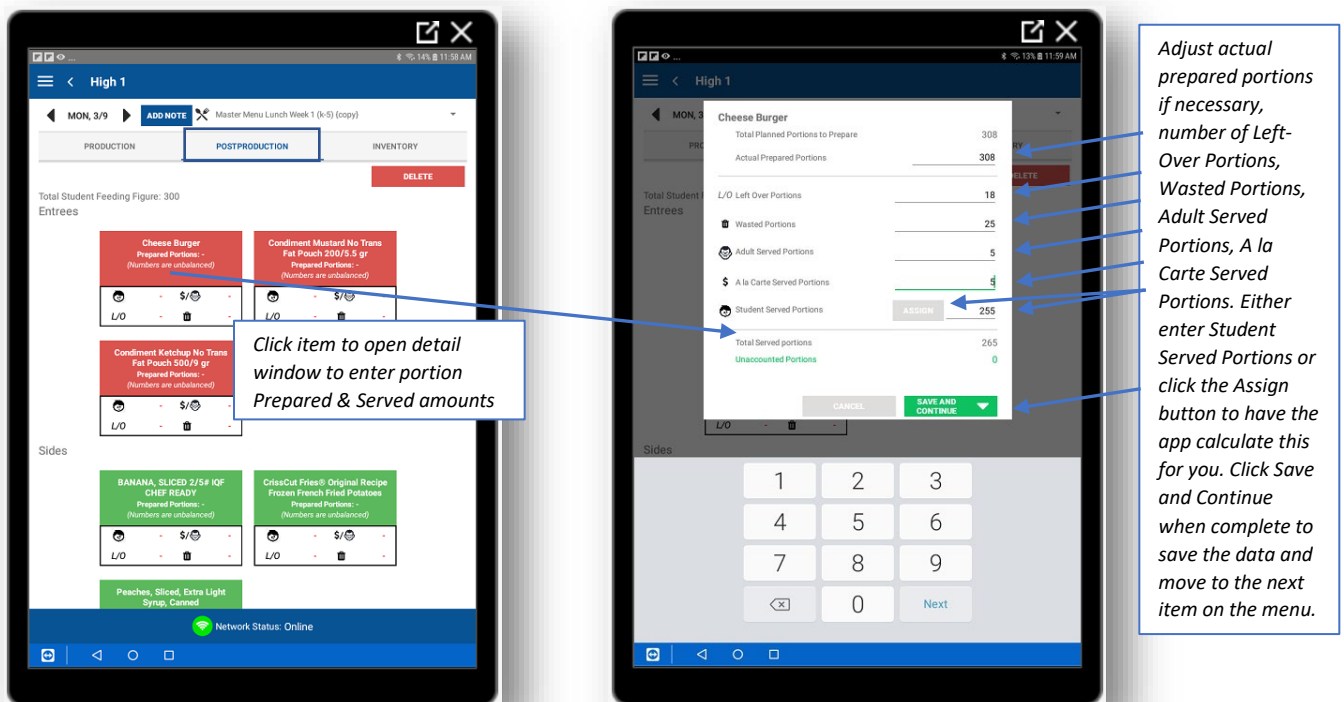 14% 11:58 AM
High 1
MON, 3/9 ADD NOTE Master Menu Lunch Week 1 (k-5) (copy)
PRODUCTION POSTPRODUCTION INVENTORY
DELETE
Total Student Feeding Figure: 300
Entrees
Cheese Burger
Prepared Portions: -
(Numbers are unbalanced)
- $/ -
L/O - -
Condiment Mustard No Trans
Fat Pouch 200/5.5 gr
Prepared Portions: -
(Numbers are unbalanced)
- $/ -
L/O - -
Condiment Ketchup No Trans
Fat Pouch 500/9 gr
Prepared Portions: -
(Numbers are unbalanced)
- $/ -
L/O - -
Click item to open detail
window to enter portion
Prepared & Served amounts
Sides
BANANA, SLICED 2/5# IQF
CHEF READY
Prepared Portions: -
(Numbers are unbalanced)
- $/ -
L/O - -
CrissCut Fries® Original Recipe
Frozen French Fried Potatoes
Prepared Portions: -
(Numbers are unbalanced)
- $/ -
L/O - -
Peaches, Sliced, Extra Light
Syrup, Canned
Network Status: Online
13% 11:59 AM
High 1
MON, 3
PRO
RY
DELETE
Total Student F
Entrees
Cheese Burger
Total Planned Portions to Prepare 308
Actual Prepared Portions 308
L/O Left Over Portions 18
Wasted Portions 25
Adult Served Portions 5
$ A la Carte Served Portions 5
Student Served Portions ASSIGN 255
Total Served portions 265
Unaccounted Portions 0
CANCEL SAVE AND
CONTINUE
L/O - -
Sides
1 2 3
4 5 6
7 8 9
0 Next
Adjust actual
prepared portions
if necessary,
number of Left-
Over Portions,
Wasted Portions,
Adult Served
Portions, A la
Carte Served
Portions. Either
enter Student
Served Portions or
click the Assign
button to have the
app calculate this
for you. Click Save
and Continue
when complete to
save the data and
move to the next
item on the menu.